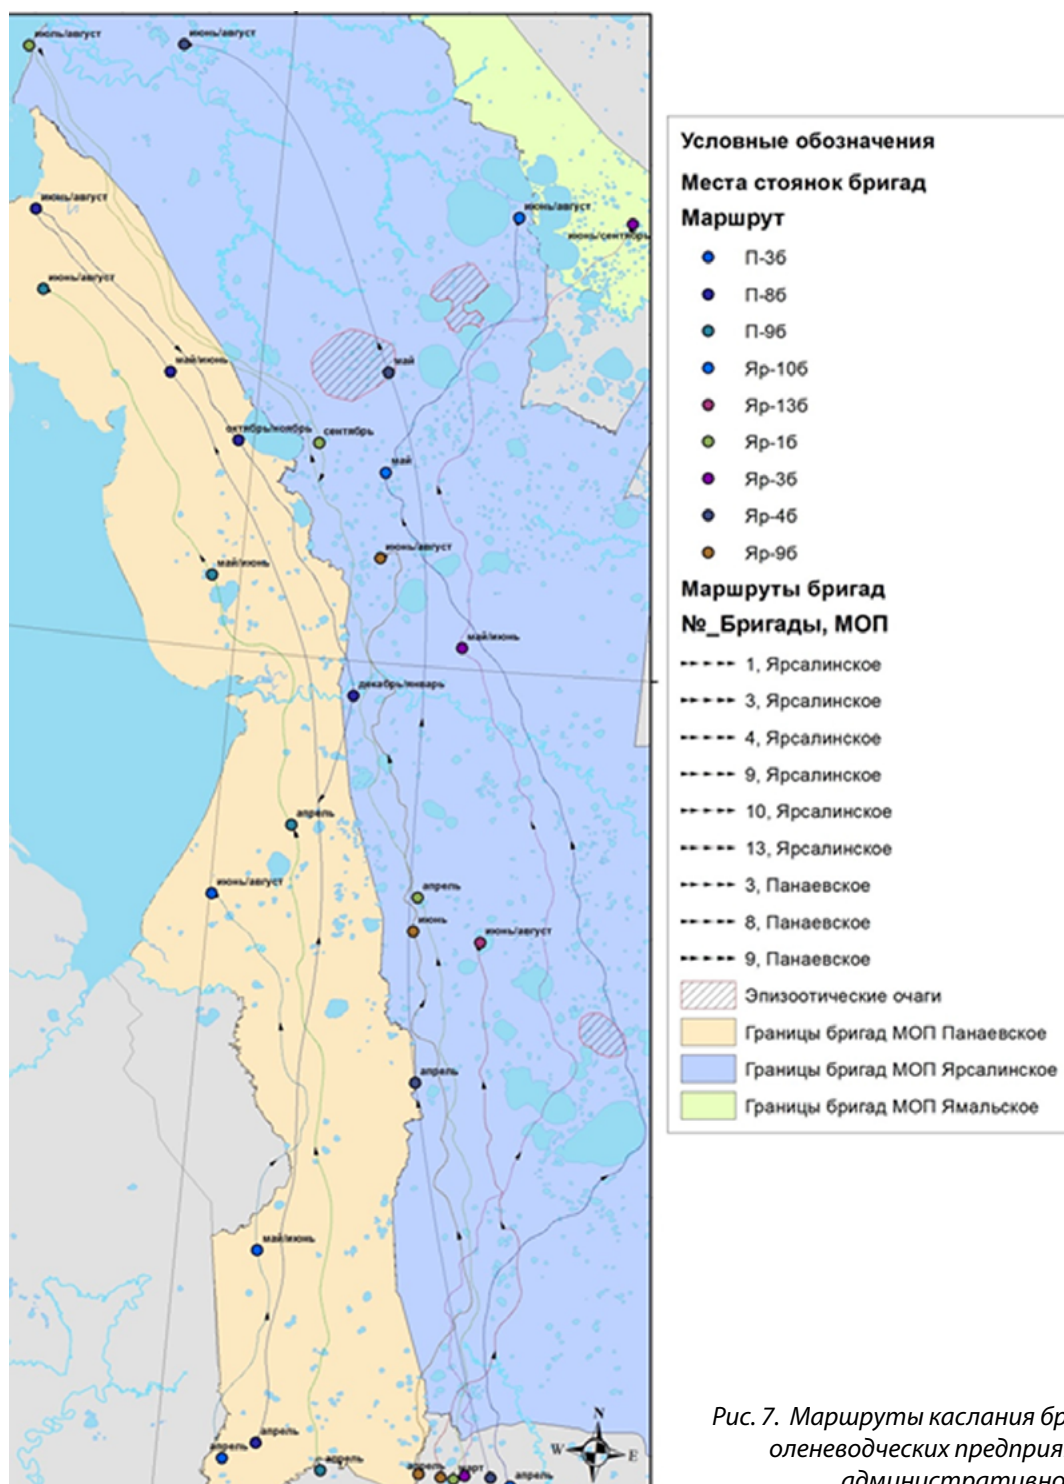 июль/август
июнь/август
июнь/август
июнь/август
июнь/сентябрь
июнь/август
май/июнь
май
октябрь/ноябрь
сентябрь
май
июнь/август
май/июнь
май/июнь
декабрь/январь
апрель
июнь/август
апрель
июнь
июнь/август
апрель
май/июнь
апрель
апрель
апрель
апрель
март
апрель
N
W
E
Условные обозначения
Места стоянок бригад
Маршрут
П-3б
П-8б
П-9б
Яр-10б
Яр-13б
Яр-1б
Яр-3б
Яр-4б
Яр-9б
Маршруты бригад
№_Бригады, МОП
1, Ярсалинское
3, Ярсалинское
4, Ярсалинское
9, Ярсалинское
10, Ярсалинское
13, Ярсалинское
3, Панаевское
8, Панаевское
9, Панаевское
Эпизоотические очаги
Границы бригад МОП Панаевское
Границы бригад МОП Ярсалинское
Границы бригад МОП Ямальское
Рис. 7. Маршруты каслания бр
оленеводческих предприя
административно